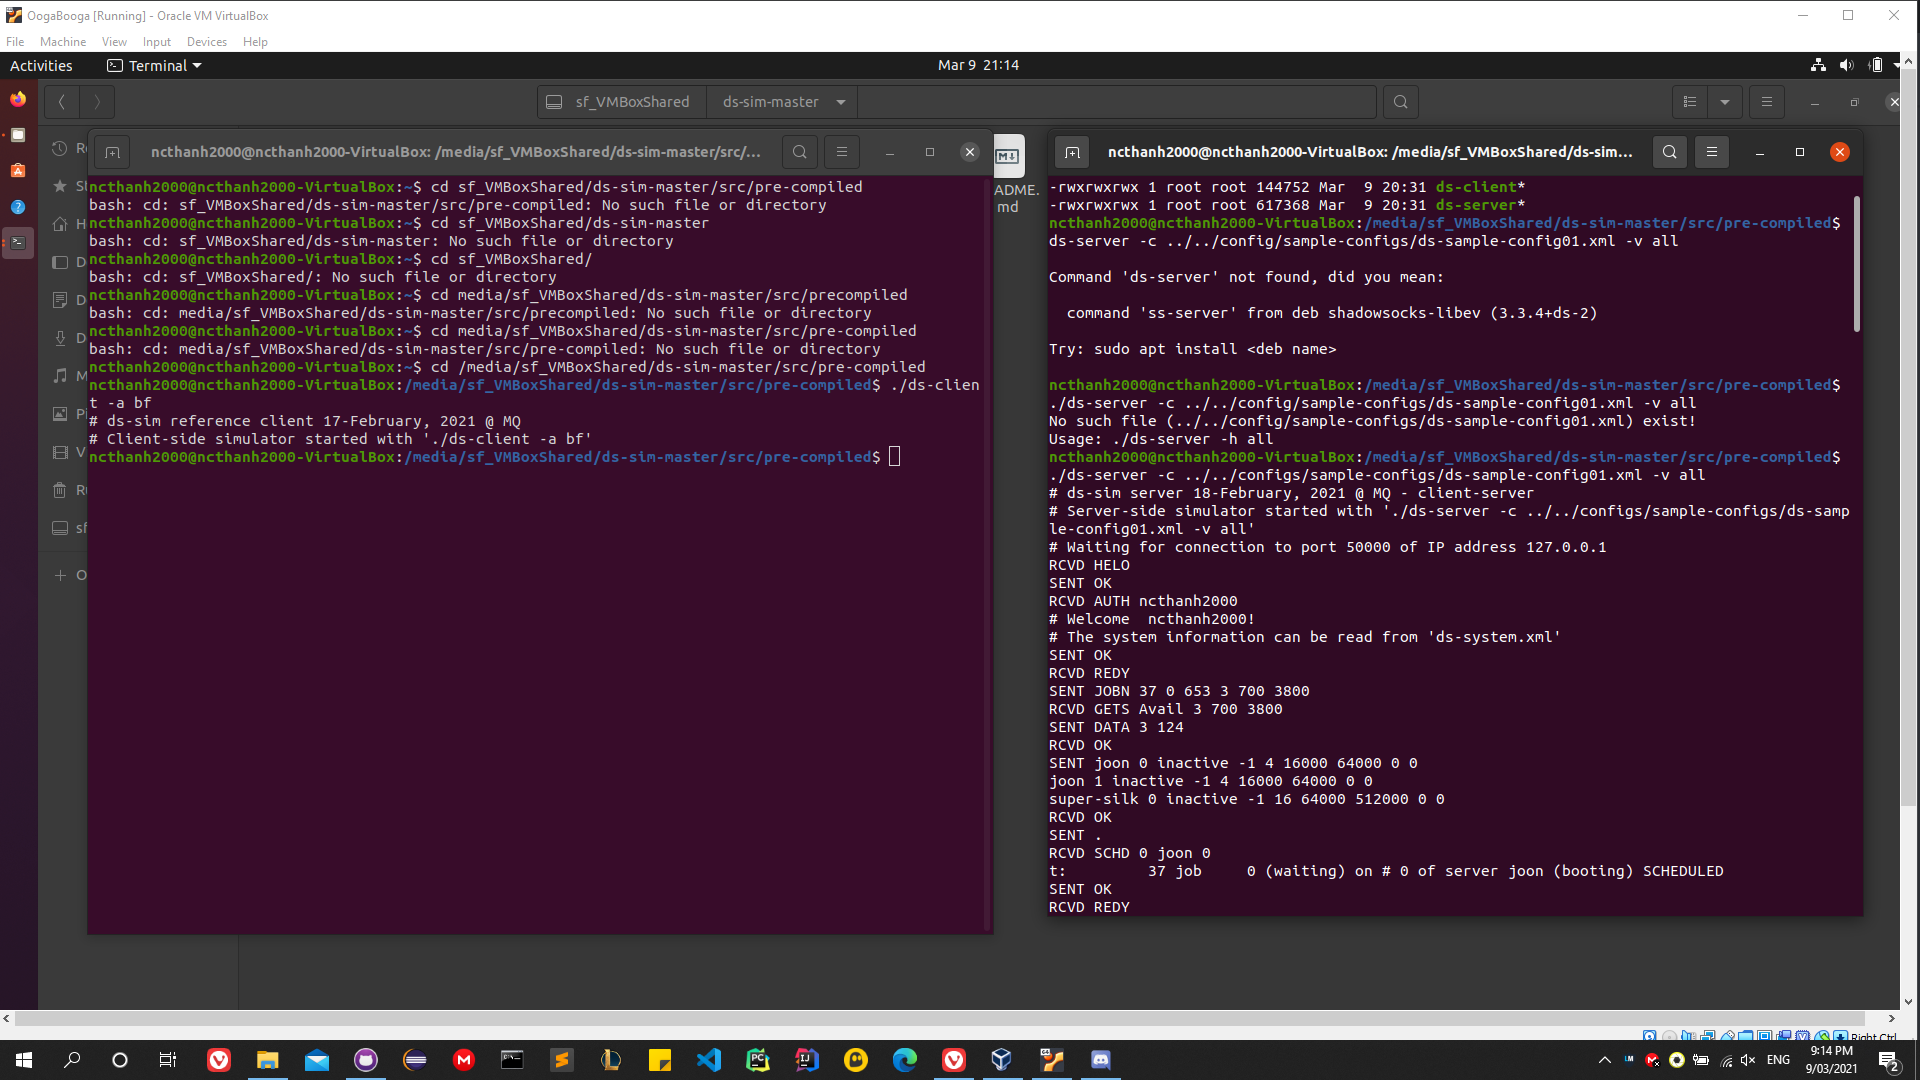 OogaBooga [Running] - Oracle VM VirtualBox
File Machine View Input Devices Help
Activities Terminal Mar 9 21:14
sf_VMBoxShared ds-sim-master
ncthanh2000@ncthanh2000-VirtualBox: /media/sf_VMBoxShared/ds-sim-master/src/...
ncthanh2000@ncthanh2000-VirtualBox:~$ cd sf_VMBoxShared/ds-sim-master/src/pre-compiled
bash: cd: sf_VMBoxShared/ds-sim-master/src/pre-compiled: No such file or directory
ncthanh2000@ncthanh2000-VirtualBox:~$ cd sf_VMBoxShared/ds-sim-master
bash: cd: sf_VMBoxShared/ds-sim-master: No such file or directory
ncthanh2000@ncthanh2000-VirtualBox:~$ cd sf_VMBoxShared/
bash: cd: sf_VMBoxShared/: No such file or directory
ncthanh2000@ncthanh2000-VirtualBox:~$ cd media/sf_VMBoxShared/ds-sim-master/src/precompiled
bash: cd: media/sf_VMBoxShared/ds-sim-master/src/precompiled: No such file or directory
ncthanh2000@ncthanh2000-VirtualBox:~$ cd media/sf_VMBoxShared/ds-sim-master/src/pre-compiled
bash: cd: media/sf_VMBoxShared/ds-sim-master/src/pre-compiled: No such file or directory
ncthanh2000@ncthanh2000-VirtualBox:~$ cd /media/sf_VMBoxShared/ds-sim-master/src/pre-compiled
ncthanh2000@ncthanh2000-VirtualBox:/media/sf_VMBoxShared/ds-sim-master/src/pre-compiled$ ./ds-clien
t -a bf
# ds-sim reference client 17-February, 2021 @ MQ
# Client-side simulator started with './ds-client -a bf'
ncthanh2000@ncthanh2000-VirtualBox:/media/sf_VMBoxShared/ds-sim-master/src/pre-compiled$
ADME.
md
ncthanh2000@ncthanh2000-VirtualBox: /media/sf_VMBoxShared/ds-sim...
-rwxrwxrwx 1 root root 144752 Mar  9 20:31 ds-client*
-rwxrwxrwx 1 root root 617368 Mar  9 20:31 ds-server*
ncthanh2000@ncthanh2000-VirtualBox:/media/sf_VMBoxShared/ds-sim-master/src/pre-compiled$
ds-server -c ../../config/sample-configs/ds-sample-config01.xml -v all
Command 'ds-server' not found, did you mean:
command 'ss-server' from deb shadowsocks-libev (3.3.4+ds-2)
Try: sudo apt install <deb name>
ncthanh2000@ncthanh2000-VirtualBox:/media/sf_VMBoxShared/ds-sim-master/src/pre-compiled$
./ds-server -c ../../config/sample-configs/ds-sample-config01.xml -v all
No such file (../../config/sample-configs/ds-sample-config01.xml) exist!
Usage: ./ds-server -h all
ncthanh2000@ncthanh2000-VirtualBox:/media/sf_VMBoxShared/ds-sim-master/src/pre-compiled$
./ds-server -c ../../configs/sample-configs/ds-sample-config01.xml -v all
# ds-sim server 18-February, 2021 @ MQ - client-server
# Server-side simulator started with './ds-server -c ../../configs/sample-configs/ds-samp
le-config01.xml -v all'
# Waiting for connection to port 50000 of IP address 127.0.0.1
RCVD HELO
SENT OK
RCVD AUTH ncthanh2000
# Welcome  ncthanh2000!
# The system information can be read from 'ds-system.xml'
SENT OK
RCVD REDY
SENT JOBN 37 0 653 3 700 3800
RCVD GETS Avail 3 700 3800
SENT DATA 3 124
RCVD OK
SENT joon 0 inactive -1 4 16000 64000 0 0
joon 1 inactive -1 4 16000 64000 0 0
super-silk 0 inactive -1 16 64000 512000 0 0
RCVD OK
SENT .
RCVD SCHD 0 joon 0
t:         37 job     0 (waiting) on # 0 of server joon (booting) SCHEDULED
SENT OK
RCVD REDY
Right Ctrl
ENG
9:14 PM
9/03/2021
2